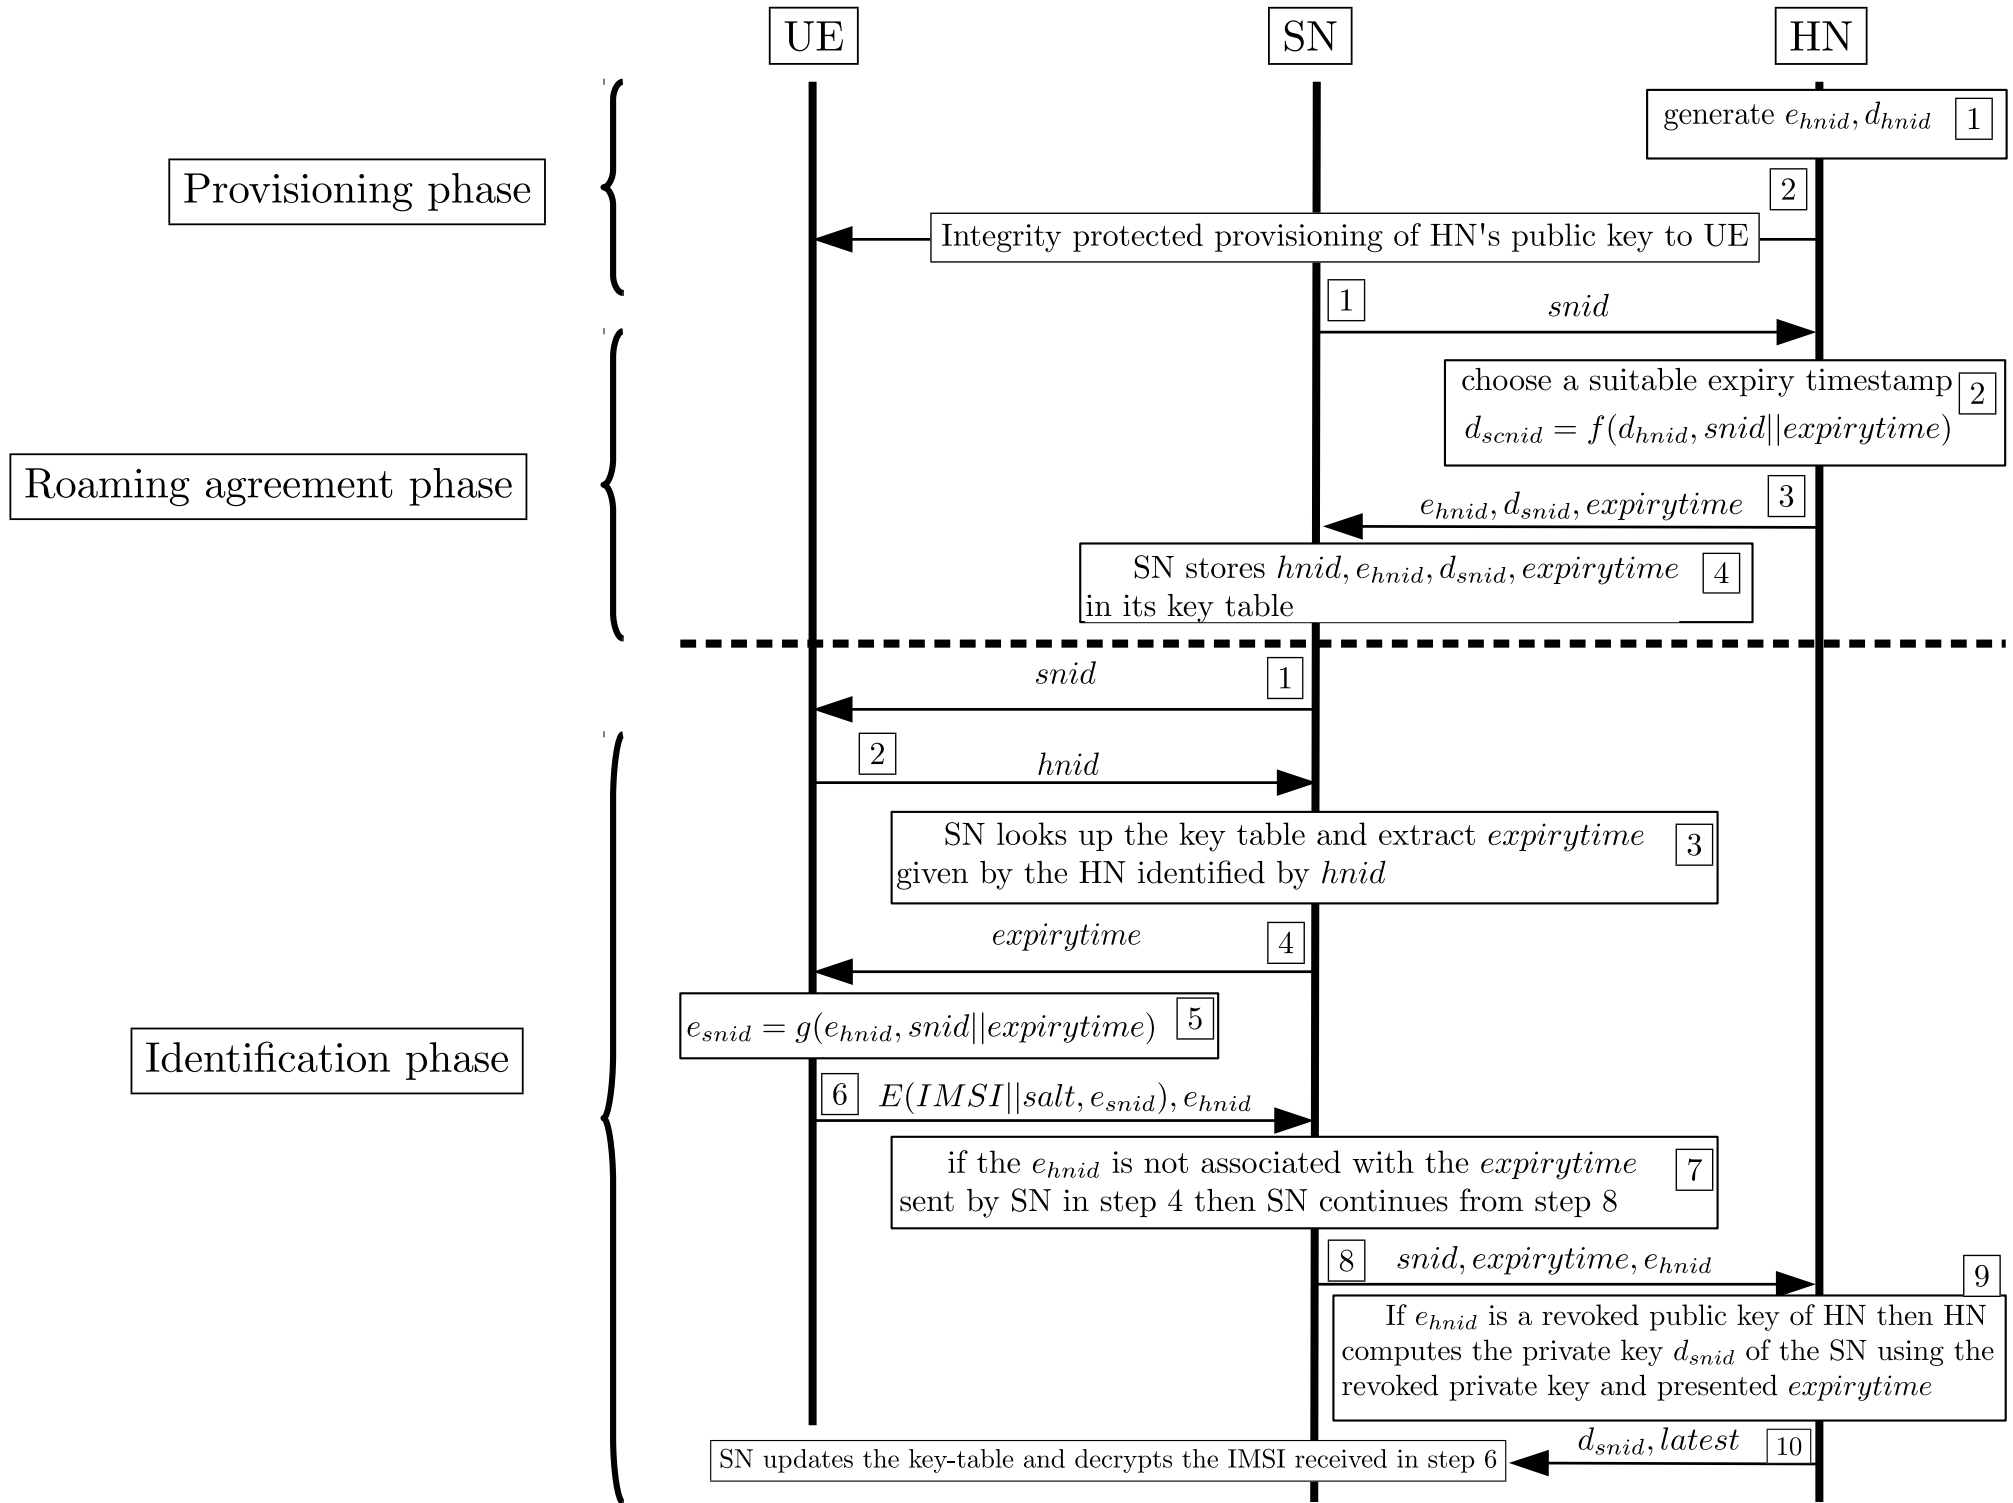 UE
SN
HN
generate e_hnid, d_hnid
1
Provisioning phase
2
Integrity protected provisioning of HN's public key to UE
1
snid
choose a suitable expiry timestamp
2
d_scnid = f(d_hnid, snid||expirytime)
Roaming agreement phase
3
e_hnid, d_snid, expirytime
SN stores hnid, e_hnid, d_snid, expirytime
4
in its key table
snid
1
2
hnid
SN looks up the key table and extract expirytime
3
given by the HN identified by hnid
expirytime
4
e_snid = g(e_hnid, snid||expirytime)
5
Identification phase
6
E(IMSI||salt, e_snid), e_hnid
if the e_hnid is not associated with the expirytime
7
sent by SN in step 4 then SN continues from step 8
8
snid, expirytime, e_hnid
9
If e_hnid is a revoked public key of HN then HN
computes the private key d_snid of the SN using the
revoked private key and presented expirytime
d_snid, latest
10
SN updates the key-table and decrypts the IMSI received in step 6